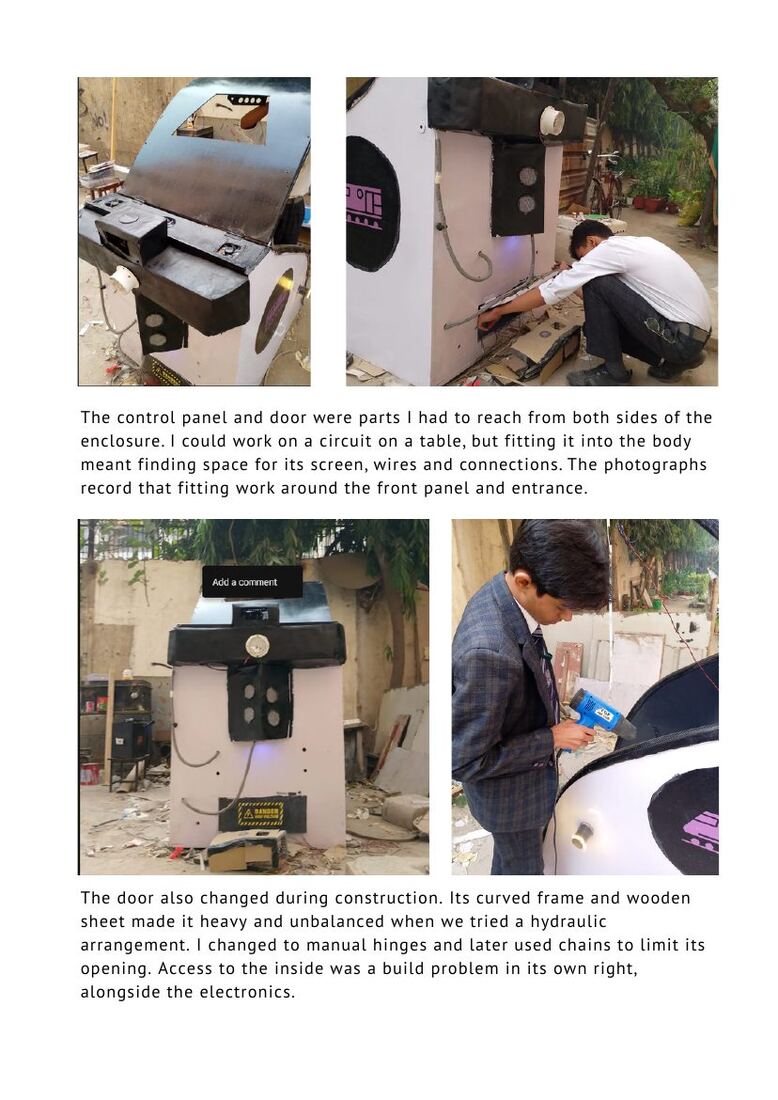 The control panel and door were parts I had to reach from both sides of the
enclosure. I could work on a circuit on a table, but fitting it into the body
meant finding space for its screen, wires and connections. The photographs
record that fitting work around the front panel and entrance.
Add a comment
DANGER
HIGH VOLTAGE
The door also changed during construction. Its curved frame and wooden
sheet made it heavy and unbalanced when we tried a hydraulic
arrangement. I changed to manual hinges and later used chains to limit its
opening. Access to the inside was a build problem in its own right,
alongside the electronics.